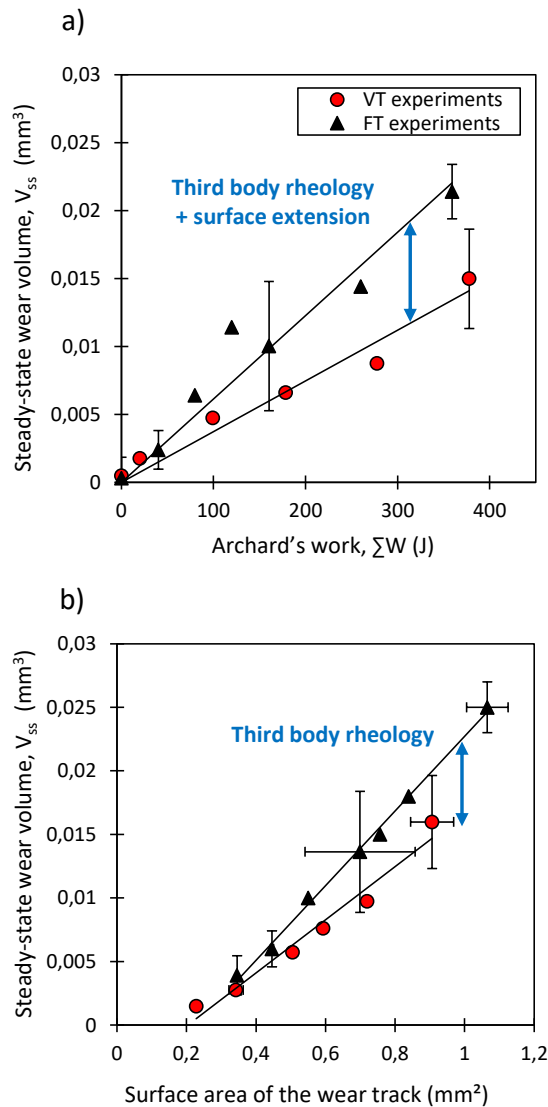 a)
0,03
0,025
0,02
0,015
0,01
0,005
0
Steady-state wear volume, Vss (mm³)
VT experiments
FT experiments
Third body rheology
+ surface extension
0
100
200
300
400
Archard's work, ∑W (J)
b)
0,03
0,025
0,02
0,015
0,01
0,005
0
Steady-state wear volume, Vss (mm³)
Third body rheology
0
0,2
0,4
0,6
0,8
1
1,2
Surface area of the wear track (mm²)